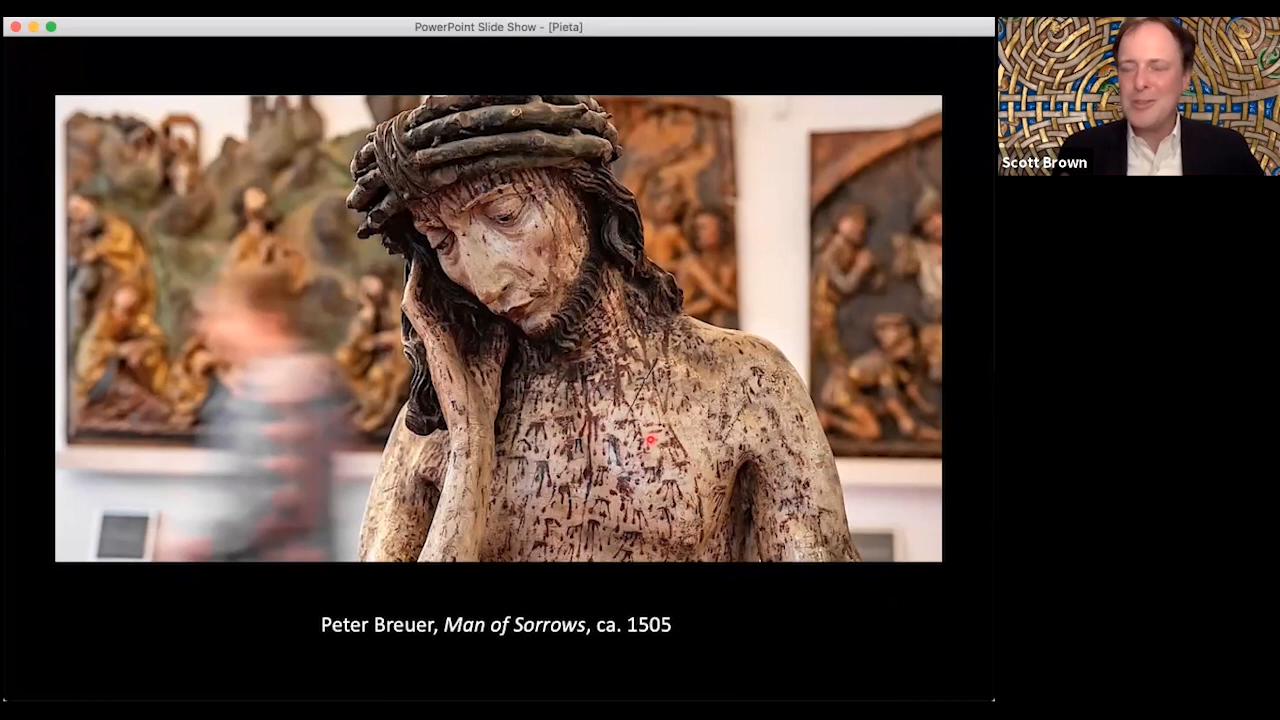 PowerPoint Slide Show - [Pieta]
Scott Brown
Peter Breuer, Man of Sorrows, ca. 1505